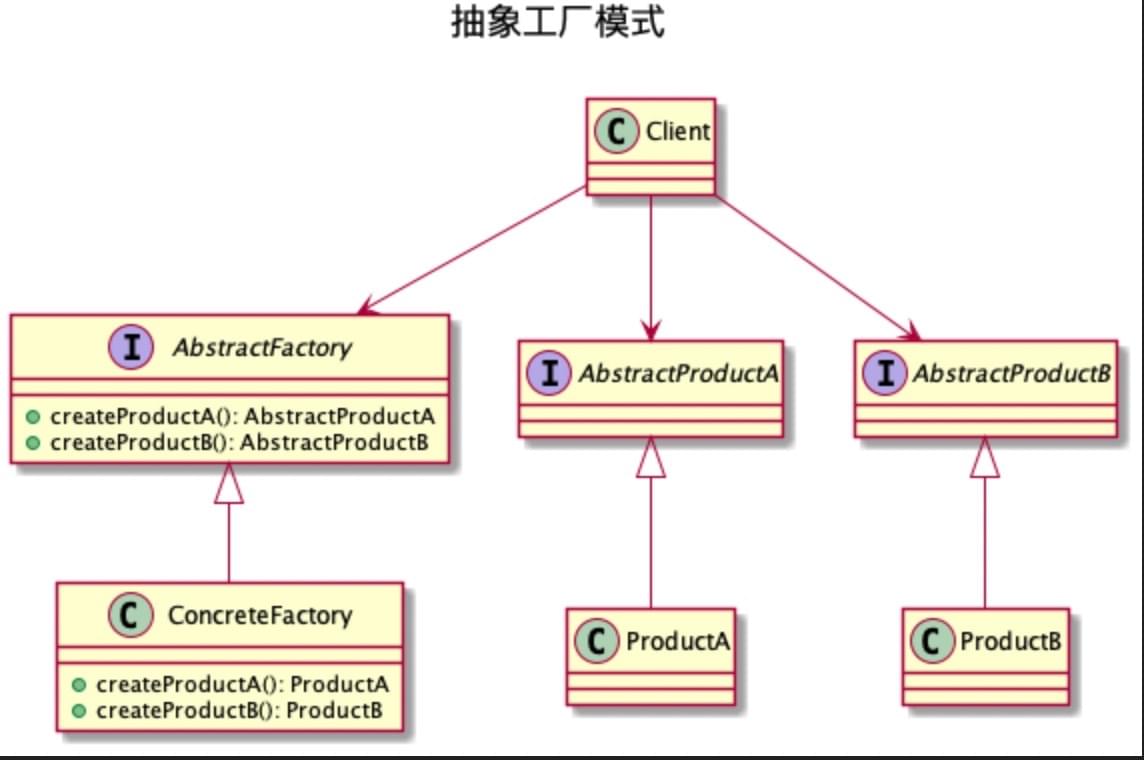 抽象工厂模式
C Client
I AbstractFactory
createProductA(): AbstractProductA
createProductB(): AbstractProductB
I AbstractProductA
I AbstractProductB
C ConcreteFactory
createProductA(): ProductA
createProductB(): ProductB
C ProductA
C ProductB